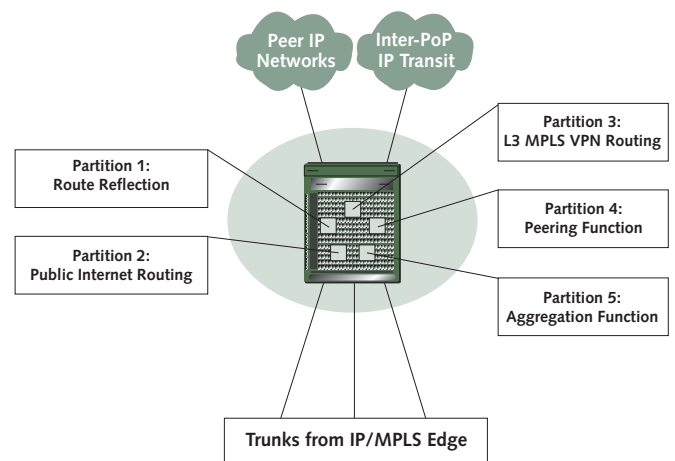 Peer IP
Networks
Inter-PoP
IP Transit
Partition 1:
Route Reflection
Partition 2:
Public Internet Routing
Partition 3:
L3 MPLS VPN Routing
Partition 4:
Peering Function
Partition 5:
Aggregation Function
Trunks from IP/MPLS Edge